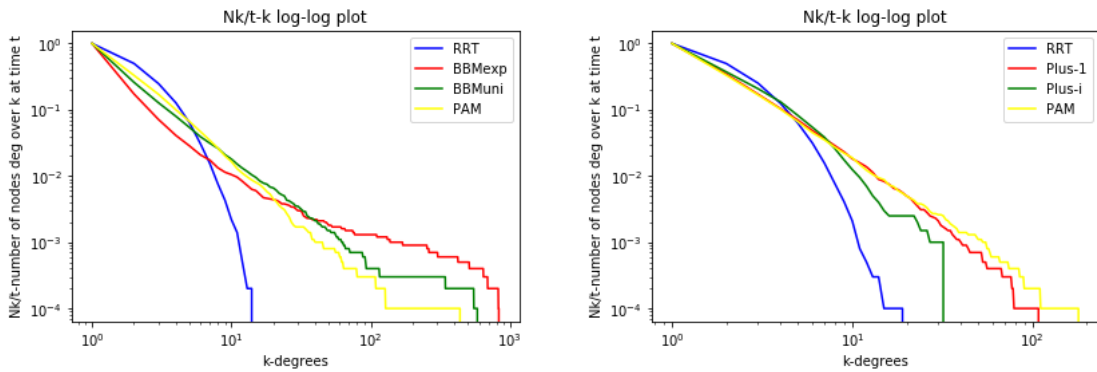 Nk/t-k log-log plot
Nk/t-number of nodes deg over k at time t
10⁰
10⁻¹
10⁻²
10⁻³
10⁻⁴
RRT
BBMexp
BBMuni
PAM
10⁰
10¹
10²
10³
k-degrees
Nk/t-k log-log plot
Nk/t-number of nodes deg over k at time t
10⁰
10⁻¹
10⁻²
10⁻³
10⁻⁴
RRT
Plus-1
Plus-i
PAM
10⁰
10¹
10²
k-degrees